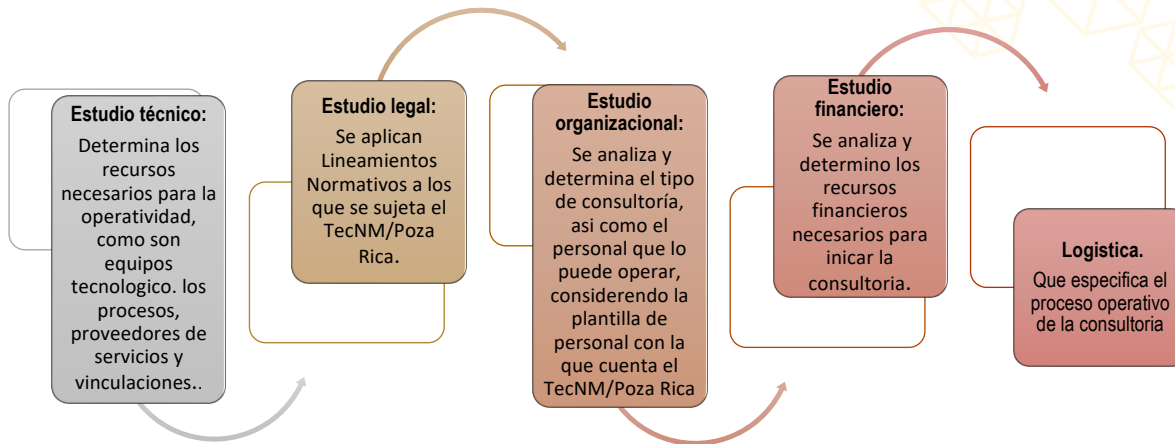 Estudio técnico:
Determina los
recursos
necesarios para la
operatividad,
como son
equipos
tecnologico. los
procesos,
proveedores de
servicios y
vinculaciones..
Estudio legal:
Se aplican
Lineamientos
Normativos a los
que se sujeta el
TecNM/Poza
Rica.
Estudio
organizacional:
Se analiza y
determina el tipo
de consultoría,
asi como el
personal que lo
puede operar,
considerendo la
plantilla de
personal con la
que cuenta el
TecNM/Poza Rica
Estudio
financiero:
Se analiza y
determino los
recursos
financieros
necesarios para
inicar la
consultoria.
Logistica.
Que especifica el
proceso operativo
de la consultoria